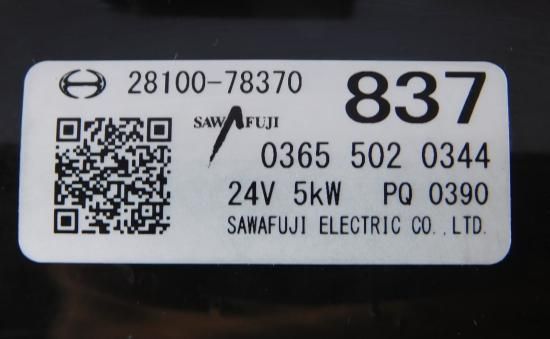 28100-78370 837
SAWAFUJI
0365 502 0344
24V 5kW PQ 0390
SAWAFUJI ELECTRIC CO.,LTD.